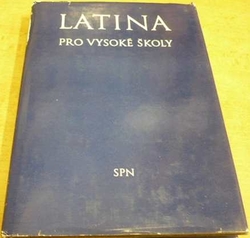 LATINA
PRO VYSOKÉ ŠKOLY
SPN